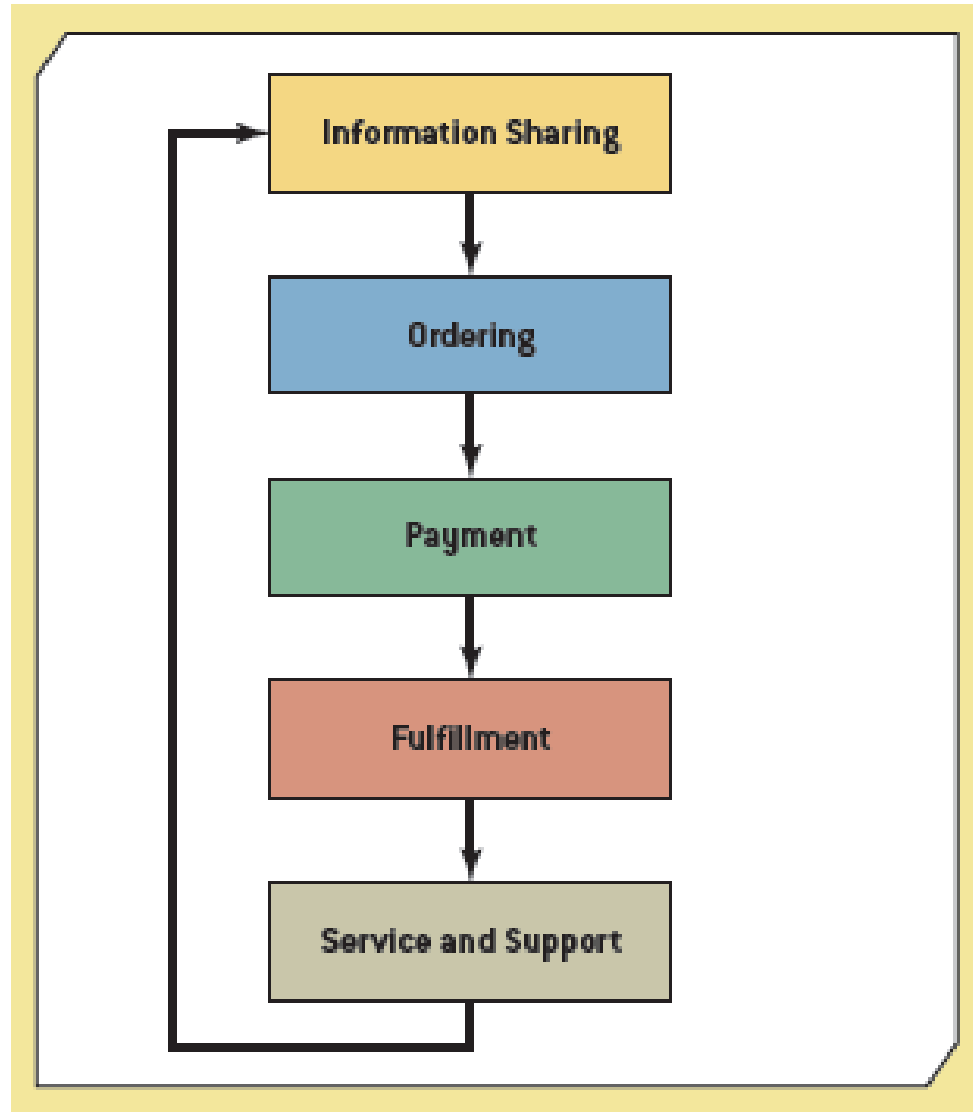 Information Sharing
Ordering
Payment
Fulfillment
Service and Support